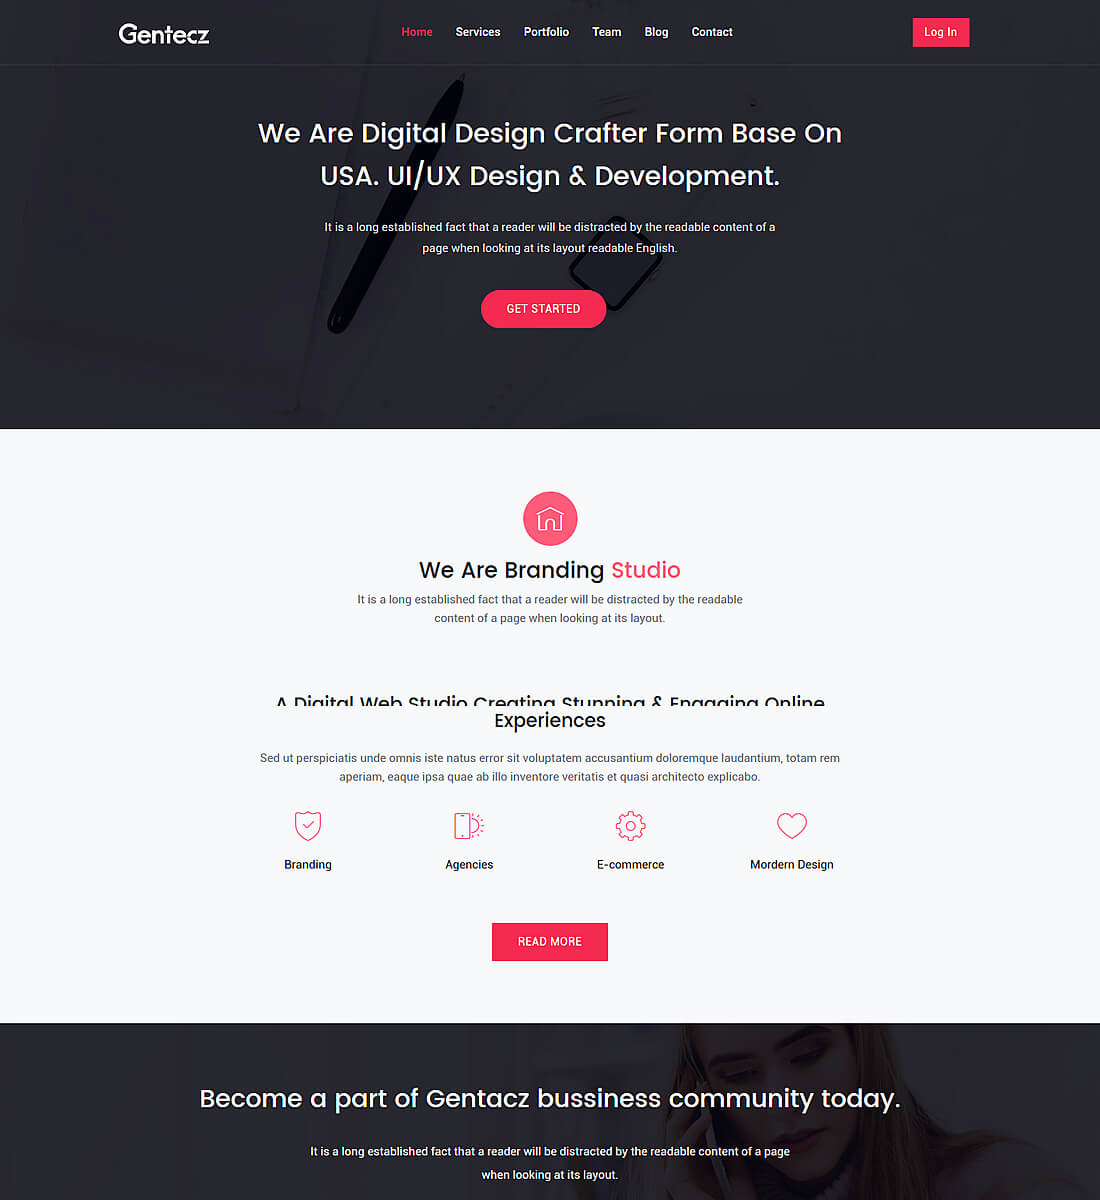 Gentecz
Home Services Portfolio Team Blog Contact
Log In
We Are Digital Design Crafter Form Base On
USA. UI/UX Design & Development.
It is a long established fact that a reader will be distracted by the readable content of a
page when looking at its layout readable English.
GET STARTED
We Are Branding Studio
It is a long established fact that a reader will be distracted by the readable
content of a page when looking at its layout.
A Digital Web Studio Creating Stunning & Engaging Online
Experiences
Sed ut perspiciatis unde omnis iste natus error sit voluptatem accusantium doloremque laudantium, totam rem
aperiam, eaque ipsa quae ab illo inventore veritatis et quasi architecto explicabo.
Branding Agencies E-commerce Mordern Design
READ MORE
Become a part of Gentacz bussiness community today.
It is a long established fact that a reader will be distracted by the readable content of a page
when looking at its layout.